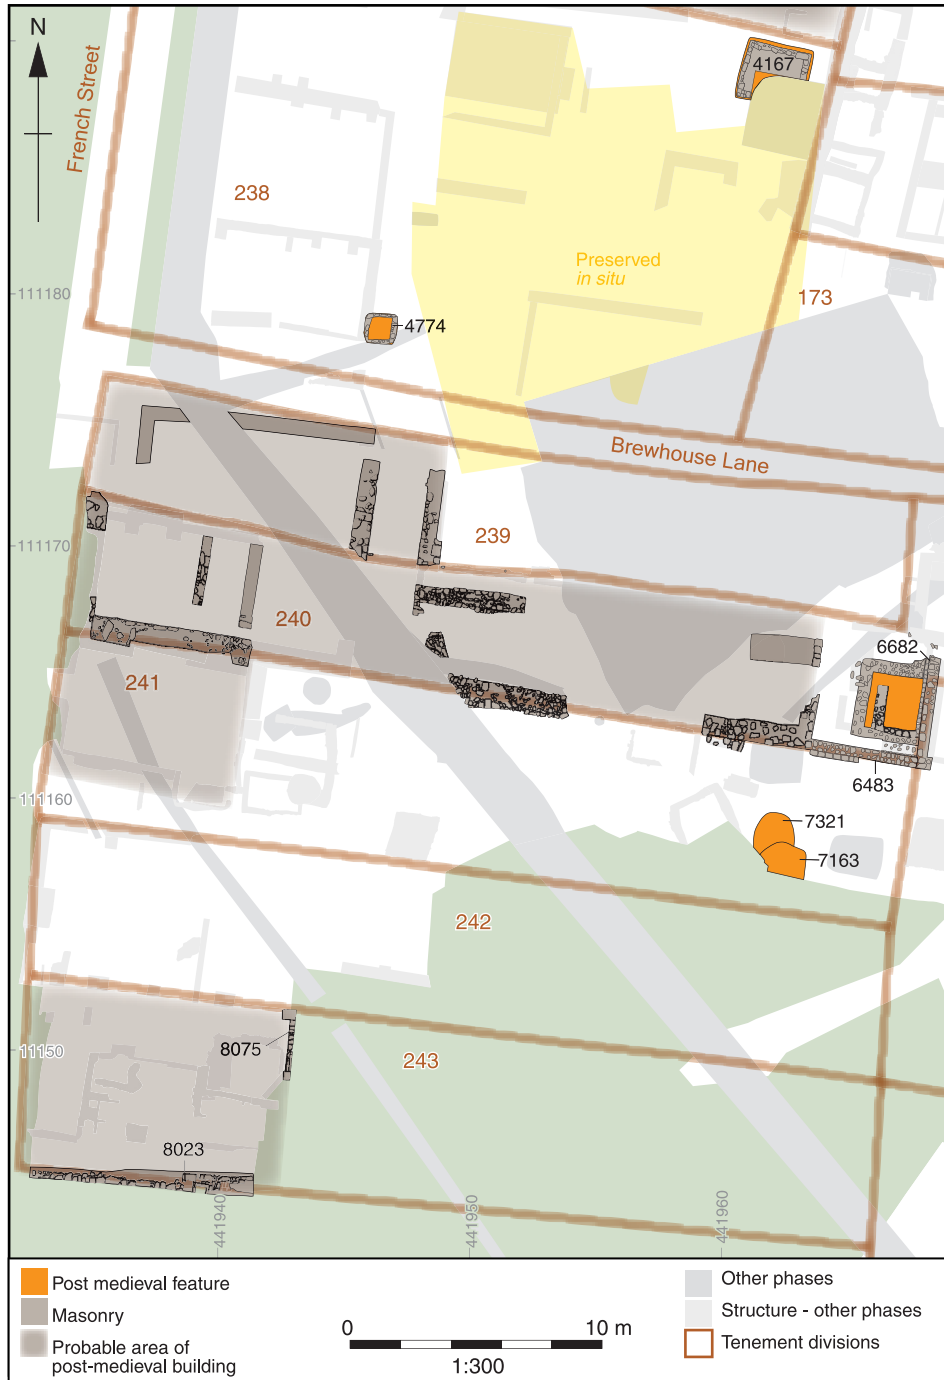 N
French Street
4167
238
Preserved
in situ
111180
173
4774
Brewhouse Lane
239
111170
240
6682
241
6483
111160
7321
7163
242
11150
8075
243
8023
441940
441950
441960
Post medieval feature
Masonry
Probable area of
post-medieval building
0 10 m
1:300
Other phases
Structure - other phases
Tenement divisions